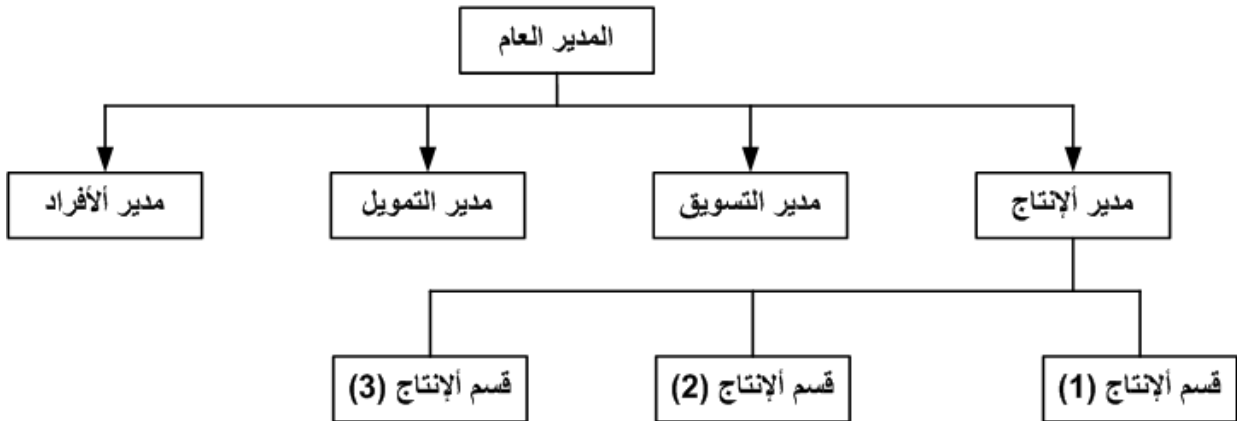 المدير العام
مدير ألإنتاج
مدير التسويق
مدير التمويل
مدير ألأفراد
قسم ألإنتاج (1)
قسم ألإنتاج (2)
قسم ألإنتاج (3)